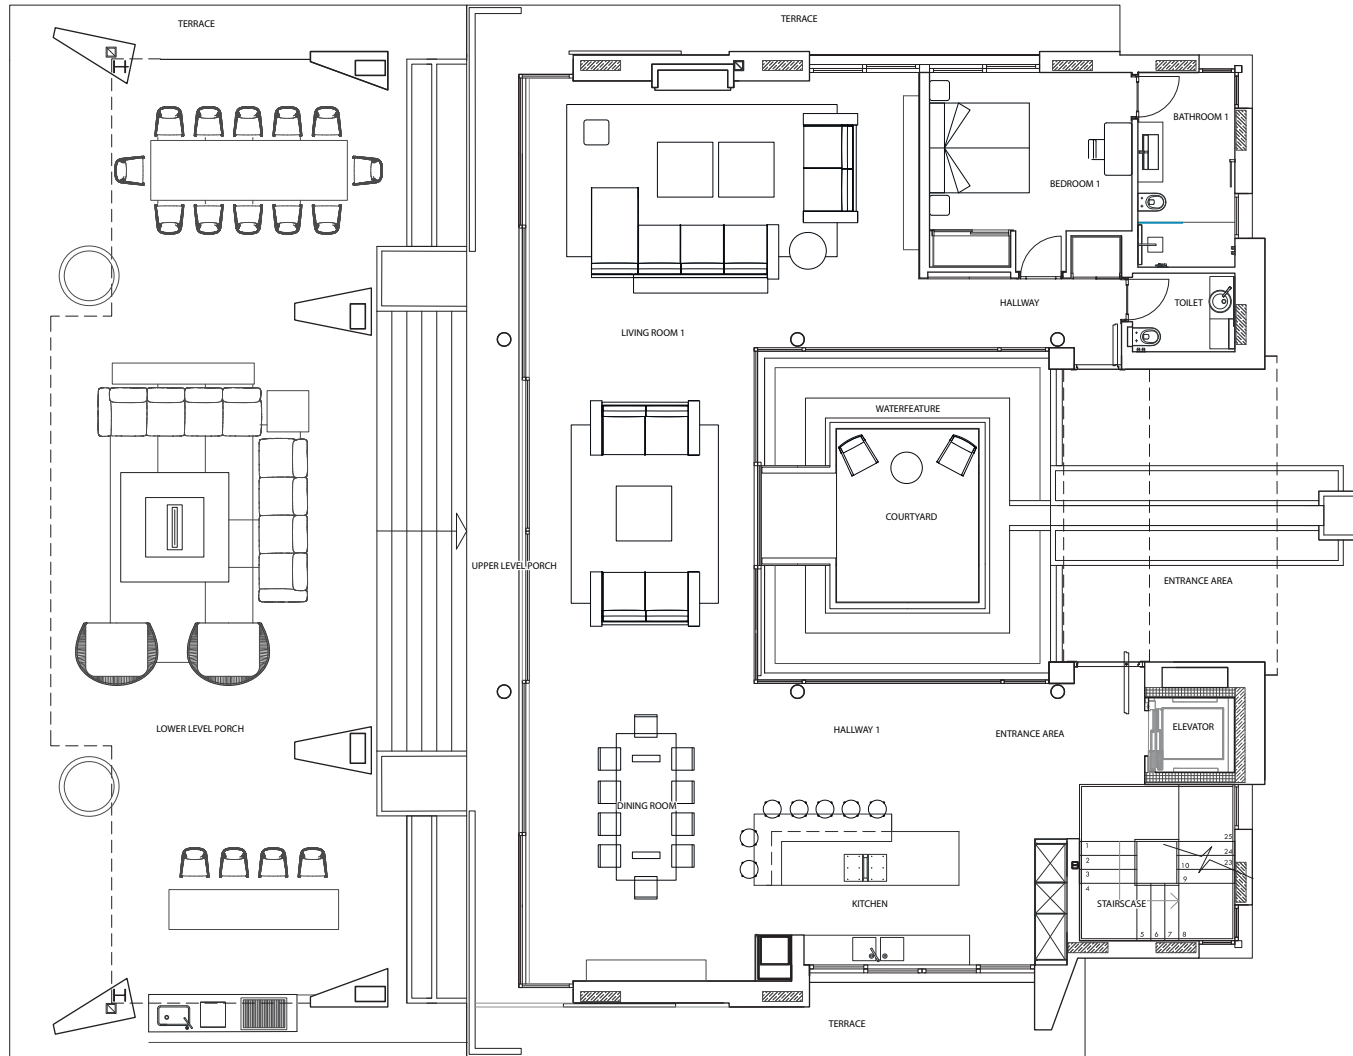 TERRACE
TERRACE
BATHROOM 1
BEDROOM 1
HALLWAY
TOILET
LIVING ROOM 1
WATERFEATURE
COURTYARD
UPPER LEVEL PORCH
ENTRANCE AREA
LOWER LEVEL PORCH
HALLWAY 1
ENTRANCE AREA
ELEVATOR
DINING ROOM
25
1
24
2
10
23
3
9
4
KITCHEN
STAIRSCASE
5 6 7 8
TERRACE